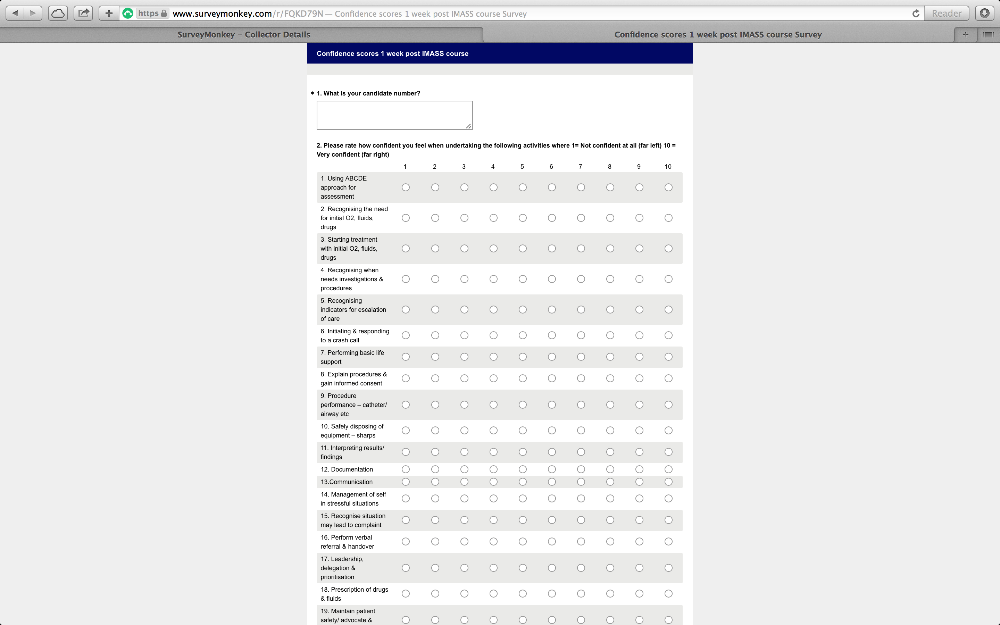 https www.surveymonkey.com/r/FQKD79N — Confidence scores 1 week post IMASS course Survey Reader
SurveyMonkey – Collector Details
Confidence scores 1 week post IMASS course Survey
Confidence scores 1 week post IMASS course
* 1. What is your candidate number?
2. Please rate how confident you feel when undertaking the following activities where 1= Not confident at all (far left) 10 =
Very confident (far right)
1 2 3 4 5 6 7 8 9 10
1. Using ABCDE
approach for
assessment
2. Recognising the need
for initial O2, fluids,
drugs
3. Starting treatment
with initial O2, fluids,
drugs
4. Recognising when
needs investigations &
procedures
5. Recognising
indicators for escalation
of care
6. Initiating & responding
to a crash call
7. Performing basic life
support
8. Explain procedures &
gain informed consent
9. Procedure
performance – catheter/
airway etc
10. Safely disposing of
equipment – sharps
11. Interpreting results/
findings
12. Documentation
13.Communication
14. Management of self
in stressful situations
15. Recognise situation
may lead to complaint
16. Perform verbal
referral & handover
17. Leadership,
delegation &
prioritisation
18. Prescription of drugs
& fluids
19. Maintain patient
safety/ advocate &